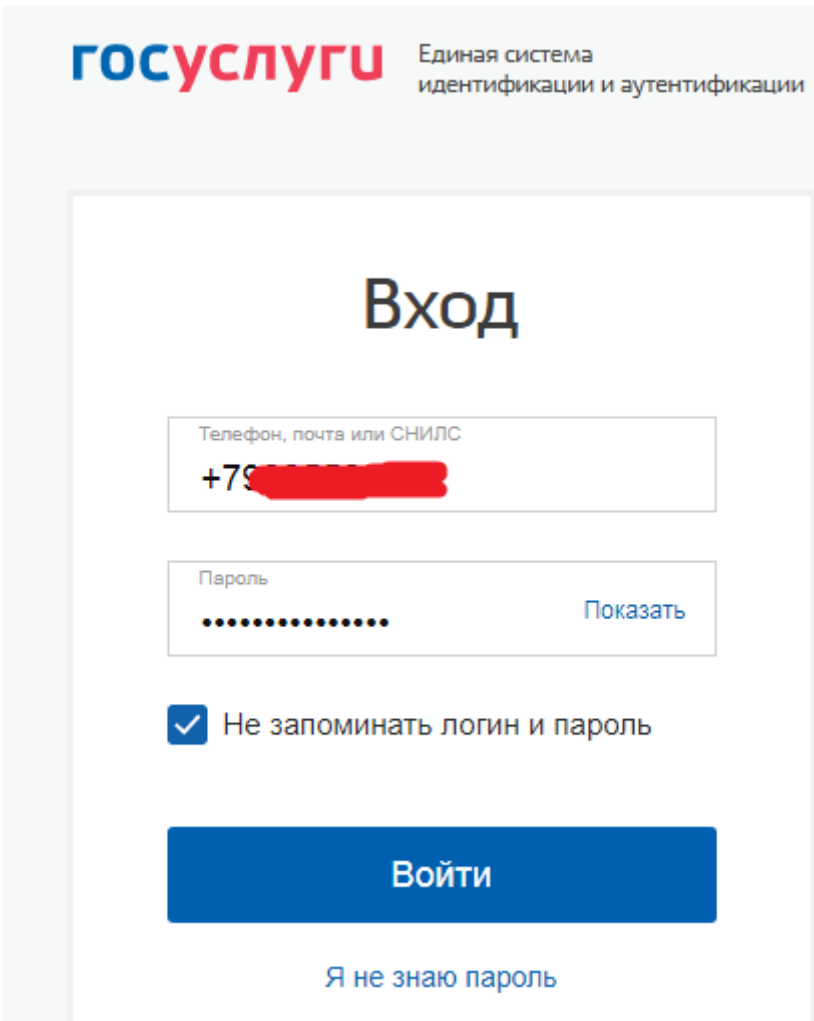 госуслуги
Единая система
идентификации и аутентификации
Вход
Телефон, почта или СНИЛС
+79
Пароль
•••••••••••••••
Показать
Не запоминать логин и пароль
Войти
Я не знаю пароль